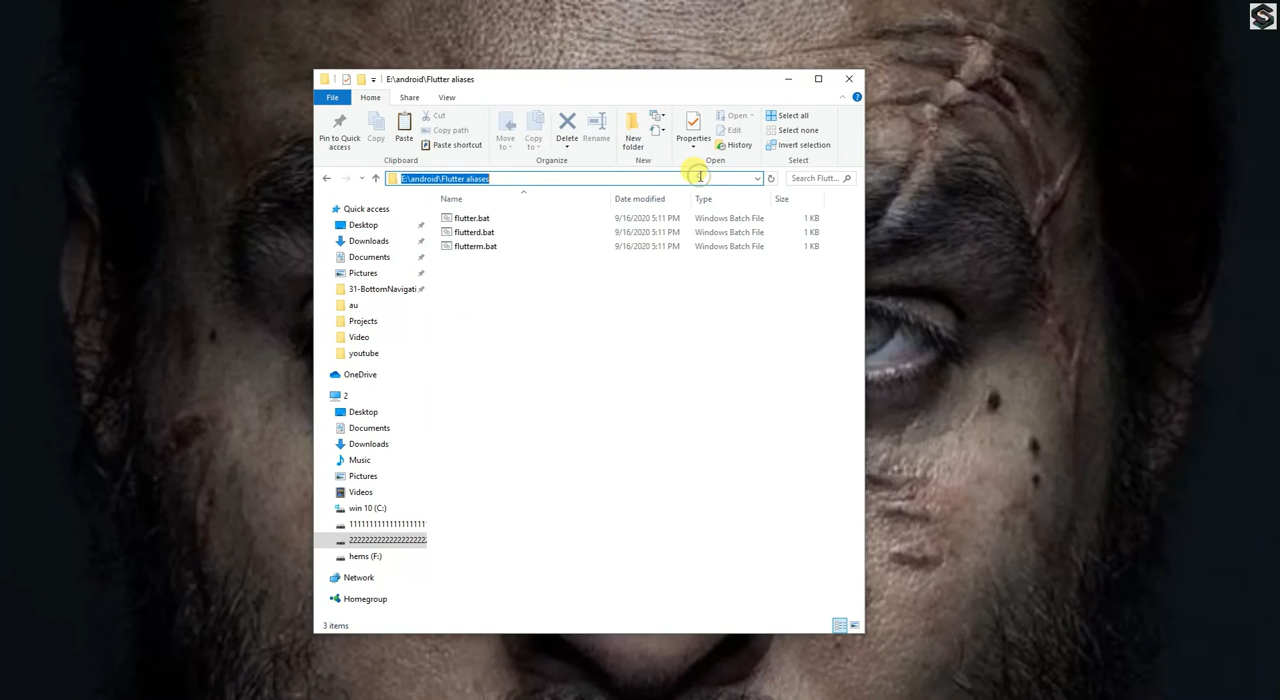 E:\android\Flutter aliases
File Home Share View
Pin to Quick access
Copy
Paste
Cut
Copy path
Paste shortcut
Clipboard
Move to
Copy to
Delete
Rename
Organize
New folder
New
Properties
Open
Edit
History
Open
Select all
Select none
Invert selection
Select
E:\android\Flutter aliases
Search Flutt...
Name Date modified Type Size
flutter.bat 9/16/2020 5:11 PM Windows Batch File 1 KB
flutterd.bat 9/16/2020 5:11 PM Windows Batch File 1 KB
flutterm.bat 9/16/2020 5:11 PM Windows Batch File 1 KB
Quick access
Desktop
Downloads
Documents
Pictures
31-BottomNavigati
au
Projects
Video
youtube
OneDrive
2
Desktop
Documents
Downloads
Music
Pictures
Videos
win 10 (C:)
hems (F:)
Network
Homegroup
3 items